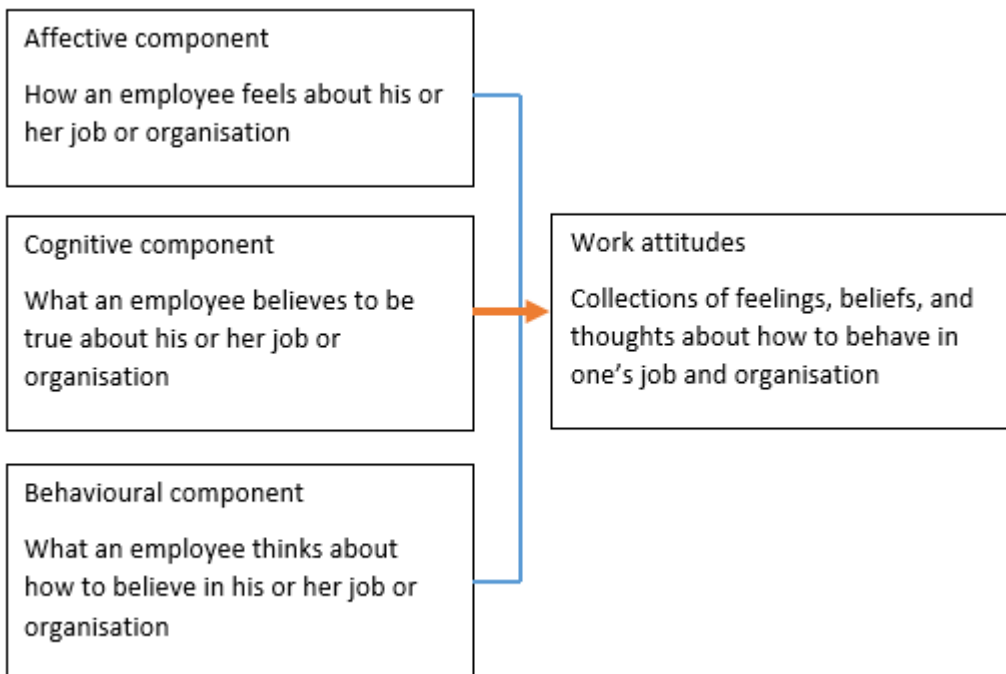 Affective component
How an employee feels about his or
her job or organisation
Cognitive component
What an employee believes to be
true about his or her job or
organisation
Behavioural component
What an employee thinks about
how to believe in his or her job or
organisation
Work attitudes
Collections of feelings, beliefs, and
thoughts about how to behave in
one’s job and organisation